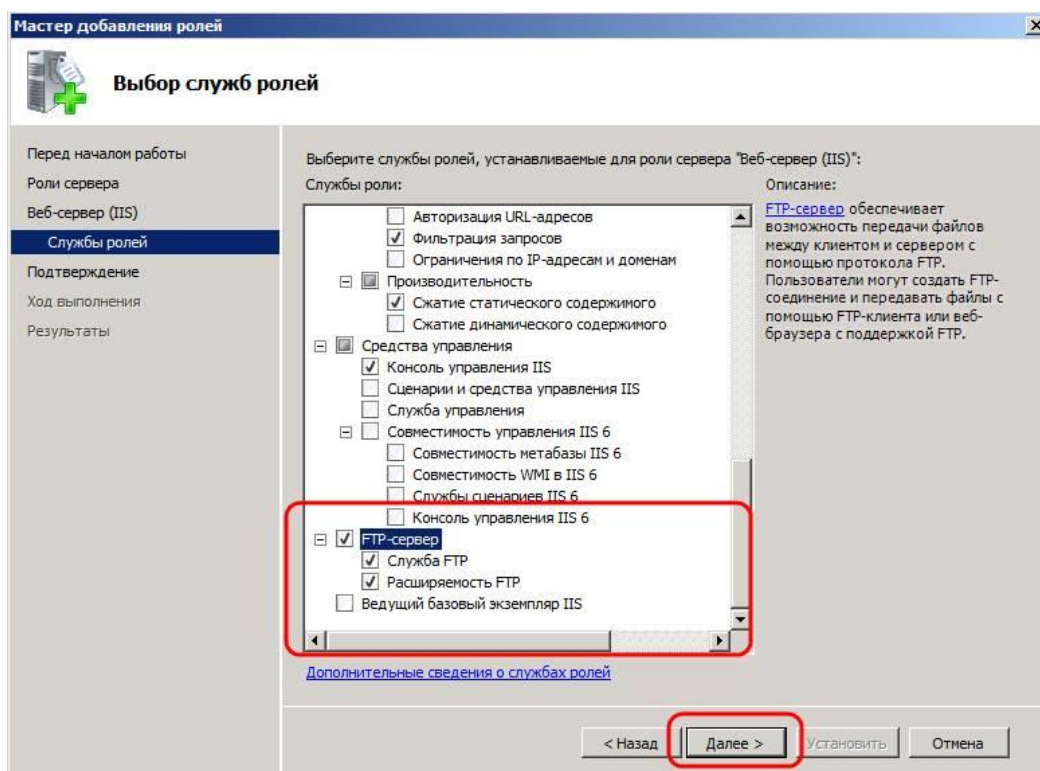 Мастер добавления ролей
Выбор служб ролей
Перед началом работы
Роли сервера
Веб-сервер (IIS)
Службы ролей
Подтверждение
Ход выполнения
Результаты
Выберите службы ролей, устанавливаемые для роли сервера "Веб-сервер (IIS)":
Службы роли:
Авторизация URL-адресов
Фильтрация запросов
Ограничения по IP-адресам и доменам
Производительность
Сжатие статического содержимого
Сжатие динамического содержимого
Средства управления
Консоль управления IIS
Сценарии и средства управления IIS
Служба управления
Совместимость управления IIS 6
Совместимость метабазы IIS 6
Совместимость WMI в IIS 6
Службы сценариев IIS 6
Консоль управления IIS 6
FTP-сервер
Служба FTP
Расширяемость FTP
Ведущий базовый экземпляр IIS
Дополнительные сведения о службах ролей
Описание:
FTP-сервер обеспечивает
возможность передачи файлов
между клиентом и сервером с
помощью протокола FTP.
Пользователи могут создать FTP-
соединение и передавать файлы с
помощью FTP-клиента или веб-
браузера с поддержкой FTP.
< Назад
Далее >
Установить
Отмена